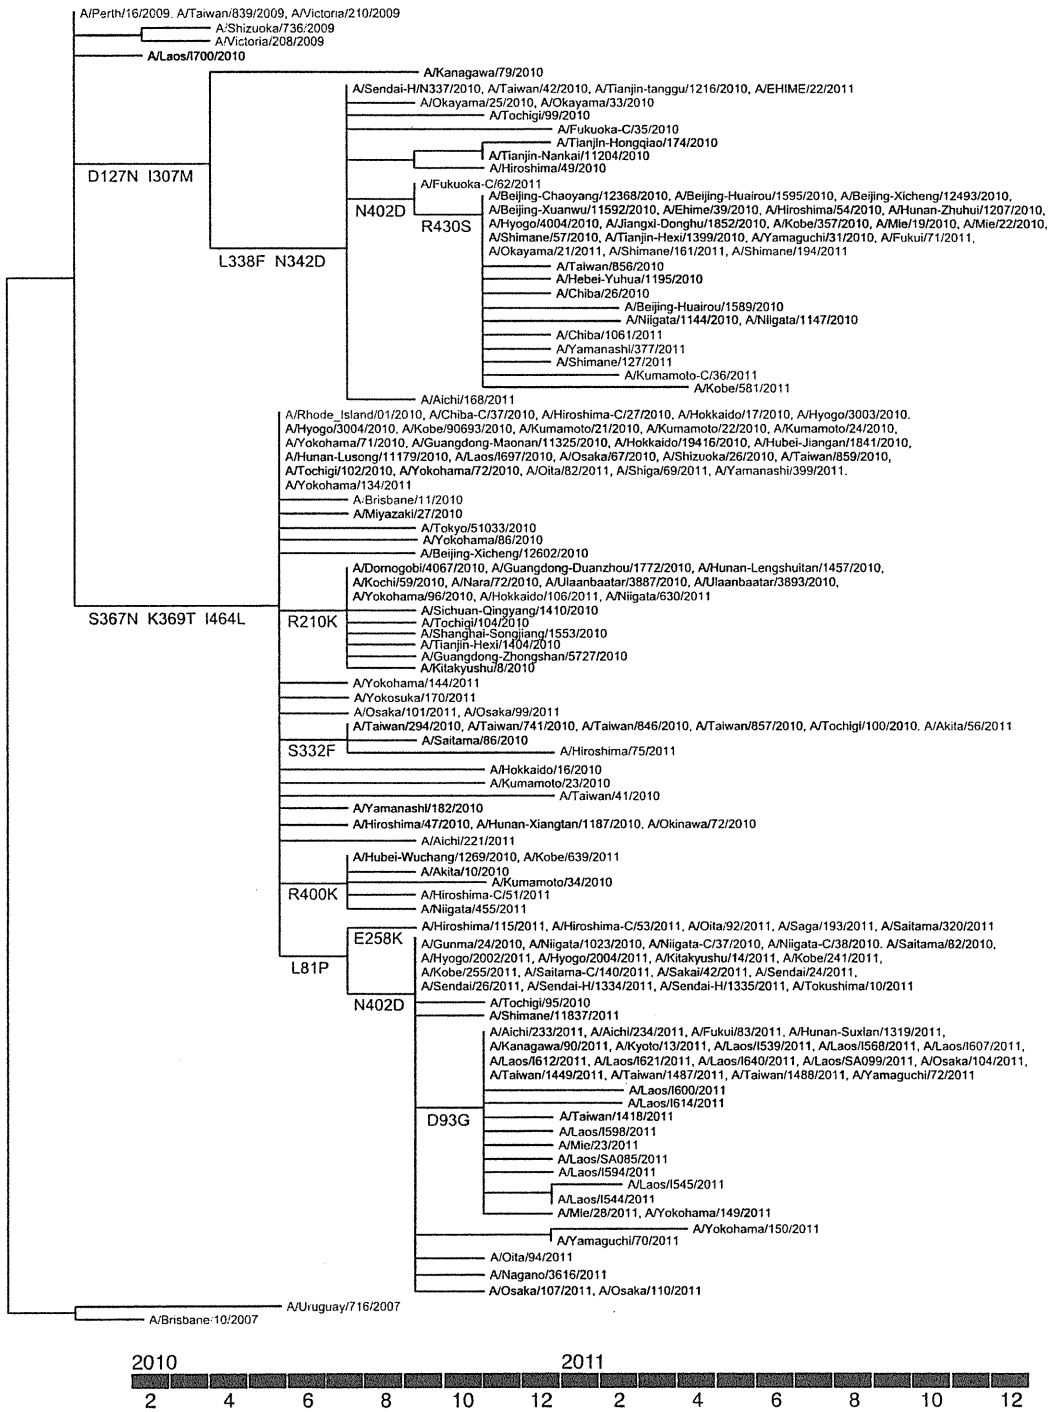 A/Perth/16/2009. A/Taiwan/839/2009, A/Victoria/210/2009
A/Shizuoka/736/2009
A/Victoria/208/2009
A/Laos/I700/2010
A/Kanagawa/79/2010
A/Sendai-H/N337/2010, A/Taiwan/42/2010, A/Tianjin-tanggu/1216/2010, A/EHIME/22/2011
A/Okayama/25/2010, A/Okayama/33/2010
A/Tochigi/99/2010
A/Fukuoka-C/35/2010
A/Tianjin-Hongqiao/174/2010
A/Tianjin-Nankai/11204/2010
A/Hiroshima/49/2010
D127N I307M
A/Fukuoka-C/62/2011
N402D
A/Beijing-Chaoyang/12368/2010, A/Beijing-Huairou/1595/2010, A/Beijing-Xicheng/12493/2010,
A/Beijing-Xuanwu/11592/2010, A/Ehime/39/2010, A/Hiroshima/54/2010, A/Hunan-Zhuhui/1207/2010,
R430S
A/Hyogo/4004/2010, A/Jiangxi-Donghu/1852/2010, A/Kobe/357/2010, A/Mie/19/2010, A/Mie/22/2010,
A/Shimane/57/2010, A/Tianjin-Hexi/1399/2010, A/Yamaguchi/31/2010, A/Fukui/71/2011,
A/Okayama/21/2011, A/Shimane/161/2011, A/Shimane/194/2011
L338F N342D
A/Taiwan/856/2010
A/Hebei-Yuhua/1195/2010
A/Chiba/26/2010
A/Beijing-Huairou/1589/2010
A/Niigata/1144/2010, A/Niigata/1147/2010
A/Chiba/1061/2011
A/Yamanashi/377/2011
A/Shimane/127/2011
A/Kumamoto-C/36/2011
A/Kobe/581/2011
A/Aichi/168/2011
A/Rhode_Island/01/2010, A/Chiba-C/37/2010, A/Hiroshima-C/27/2010, A/Hokkaido/17/2010, A/Hyogo/3003/2010.
A/Hyogo/3004/2010, A/Kobe/90693/2010, A/Kumamoto/21/2010, A/Kumamoto/22/2010, A/Kumamoto/24/2010,
A/Yokohama/71/2010, A/Guangdong-Maonan/11325/2010, A/Hokkaido/19416/2010, A/Hubei-Jiangan/1841/2010,
A/Hunan-Lusong/11179/2010, A/Laos/I697/2010, A/Osaka/67/2010, A/Shizuoka/26/2010, A/Taiwan/859/2010,
A/Tochigi/102/2010, A/Yokohama/72/2010, A/Oita/82/2011, A/Shiga/69/2011, A/Yamanashi/399/2011.
A/Yokohama/134/2011
A/Brisbane/11/2010
A/Miyazaki/27/2010
A/Tokyo/51033/2010
A/Yokohama/86/2010
A/Beijing-Xicheng/12602/2010
A/Dornogobi/4067/2010, A/Guangdong-Duanzhou/1772/2010, A/Hunan-Lengshuitan/1457/2010,
A/Kochi/59/2010, A/Nara/72/2010, A/Ulaanbaatar/3887/2010, A/Ulaanbaatar/3893/2010,
A/Yokohama/96/2010, A/Hokkaido/106/2011, A/Niigata/630/2011
S367N K369T I464L
R210K
A/Sichuan-Qingyang/1410/2010
A/Tochigi/104/2010
A/Shanghai-Songjiang/1553/2010
A/Tianjin-Hexi/1404/2010
A/Guangdong-Zhongshan/5727/2010
A/Kitakyushu/8/2010
A/Yokohama/144/2011
A/Yokosuka/170/2011
A/Osaka/101/2011, A/Osaka/99/2011
A/Taiwan/294/2010, A/Taiwan/741/2010, A/Taiwan/846/2010, A/Taiwan/857/2010, A/Tochigi/100/2010. A/Akita/56/2011
A/Saitama/86/2010
S332F
A/Hiroshima/75/2011
A/Hokkaido/16/2010
A/Kumamoto/23/2010
A/Taiwan/41/2010
A/Yamanashi/182/2010
A/Hiroshima/47/2010, A/Hunan-Xiangtan/1187/2010, A/Okinawa/72/2010
A/Aichi/221/2011
A/Hubei-Wuchang/1269/2010, A/Kobe/639/2011
A/Akita/10/2010
A/Kumamoto/34/2010
R400K
A/Hiroshima-C/51/2011
A/Niigata/455/2011
A/Hiroshima/115/2011, A/Hiroshima-C/53/2011, A/Oita/92/2011, A/Saga/193/2011, A/Saitama/320/2011
E258K
A/Gunma/24/2010, A/Niigata/1023/2010, A/Niigata-C/37/2010, A/Niigata-C/38/2010. A/Saitama/82/2010,
A/Hyogo/2002/2011, A/Hyogo/2004/2011, A/Kitakyushu/14/2011, A/Kobe/241/2011,
L81P
A/Kobe/255/2011, A/Saitama-C/140/2011, A/Sakai/42/2011, A/Sendai/24/2011.
A/Sendai/26/2011, A/Sendai-H/1334/2011, A/Sendai-H/1335/2011, A/Tokushima/10/2011
N402D
A/Tochigi/95/2010
A/Shimane/11837/2011
A/Aichi/233/2011, A/Aichi/234/2011, A/Fukui/83/2011, A/Hunan-Suxian/1319/2011,
A/Kanagawa/90/2011, A/Kyoto/13/2011, A/Laos/I539/2011, A/Laos/I568/2011, A/Laos/I607/2011,
A/Laos/I612/2011, A/Laos/I621/2011, A/Laos/I640/2011, A/Laos/SA099/2011, A/Osaka/104/2011,
A/Taiwan/1449/2011, A/Taiwan/1487/2011, A/Taiwan/1488/2011, A/Yamaguchi/72/2011
A/Laos/I600/2011
A/Laos/I614/2011
D93G
A/Taiwan/1418/2011
A/Laos/I598/2011
A/Mie/23/2011
A/Laos/SA085/2011
A/Laos/I594/2011
A/Laos/I545/2011
A/Laos/I544/2011
A/Mie/28/2011, A/Yokohama/149/2011
A/Yokohama/150/2011
A/Yamaguchi/70/2011
A/Oita/94/2011
A/Nagano/3616/2011
A/Osaka/107/2011, A/Osaka/110/2011
A/Uruguay/716/2007
A/Brisbane/10/2007
2010 2011
2 4 6 8 10 12 2 4 6 8 10 12